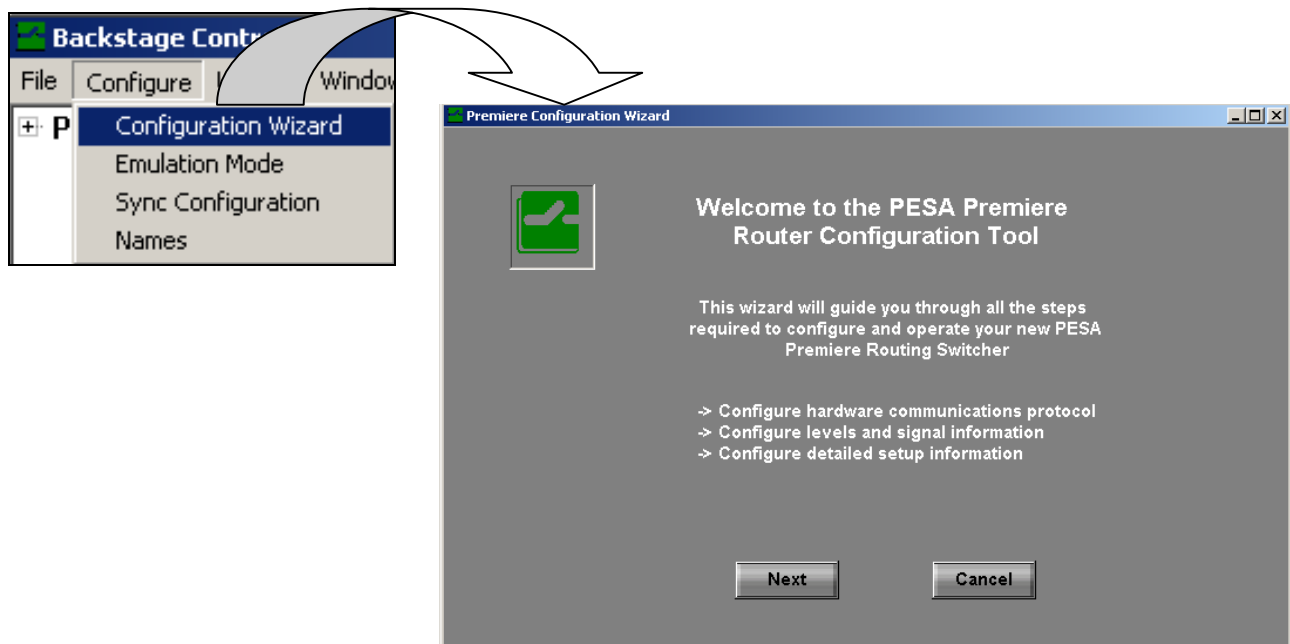 Backstage
File Configure
Configuration Wizard
Emulation Mode
Sync Configuration
Names
Premiere Configuration Wizard
Welcome to the PESA Premiere
Router Configuration Tool
This wizard will guide you through all the steps
required to configure and operate your new PESA
Premiere Routing Switcher
-> Configure hardware communications protocol
-> Configure levels and signal information
-> Configure detailed setup information
Next Cancel